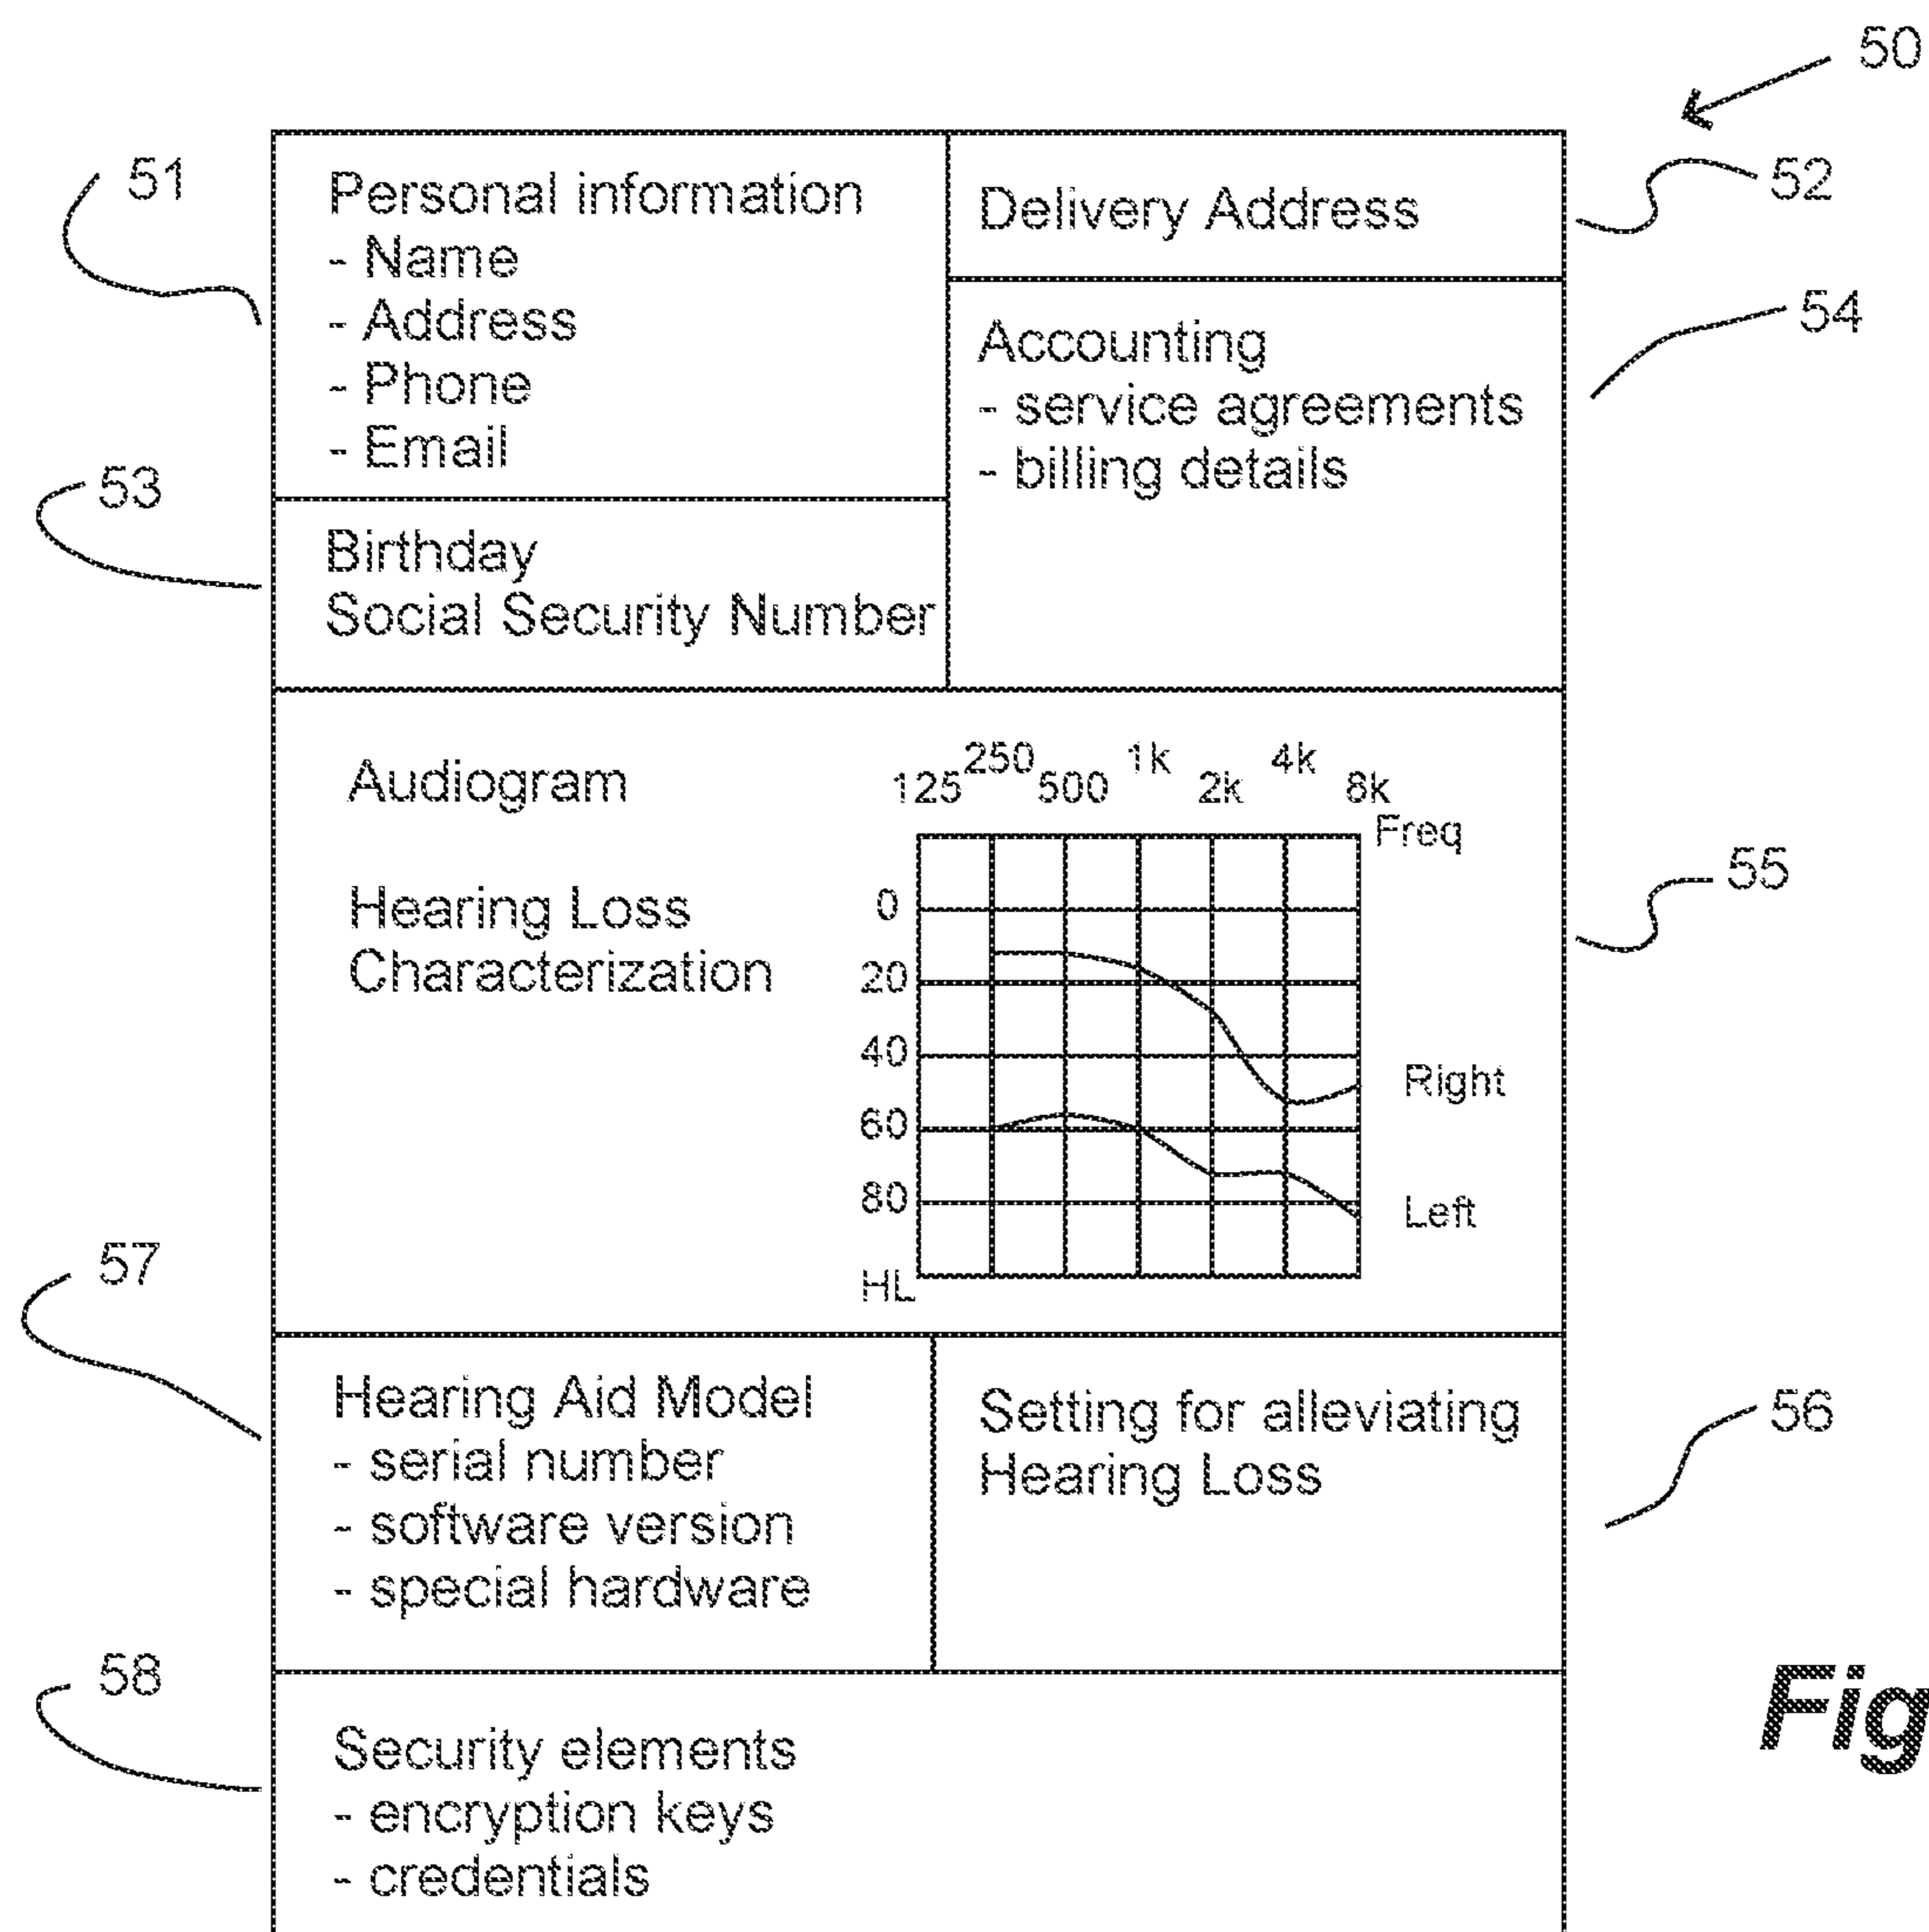 50
51
Personal information
- Name
- Address
- Phone
- Email
Delivery Address
52
Accounting
- service agreements
- billing details
54
53
Birthday
Social Security Number
Audiogram
Hearing Loss
Characterization
125 250 500 1k 2k 4k 8k
Freq
0
20
40
60
80
HL
Right
Left
55
57
Hearing Aid Model
- serial number
- software version
- special hardware
Setting for alleviating
Hearing Loss
56
58
Security elements
- encryption keys
- credentials
Fig